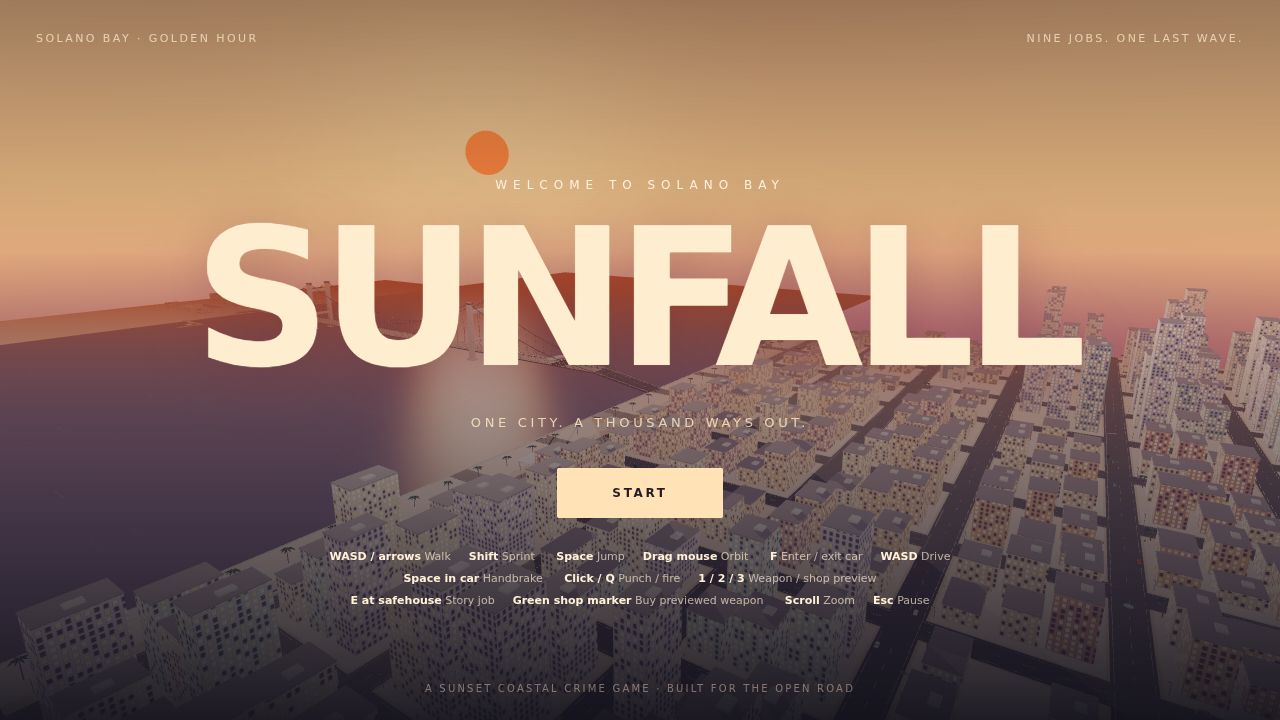 SOLANO BAY · GOLDEN HOUR
NINE JOBS. ONE LAST WAVE.
WELCOME TO SOLANO BAY
SUNFALL
ONE CITY. A THOUSAND WAYS OUT.
START
WASD / arrows Walk Shift Sprint Space Jump Drag mouse Orbit F Enter / exit car WASD Drive
Space in car Handbrake Click / Q Punch / fire 1 / 2 / 3 Weapon / shop preview
E at safehouse Story job Green shop marker Buy previewed weapon Scroll Zoom Esc Pause
A SUNSET COASTAL CRIME GAME · BUILT FOR THE OPEN ROAD